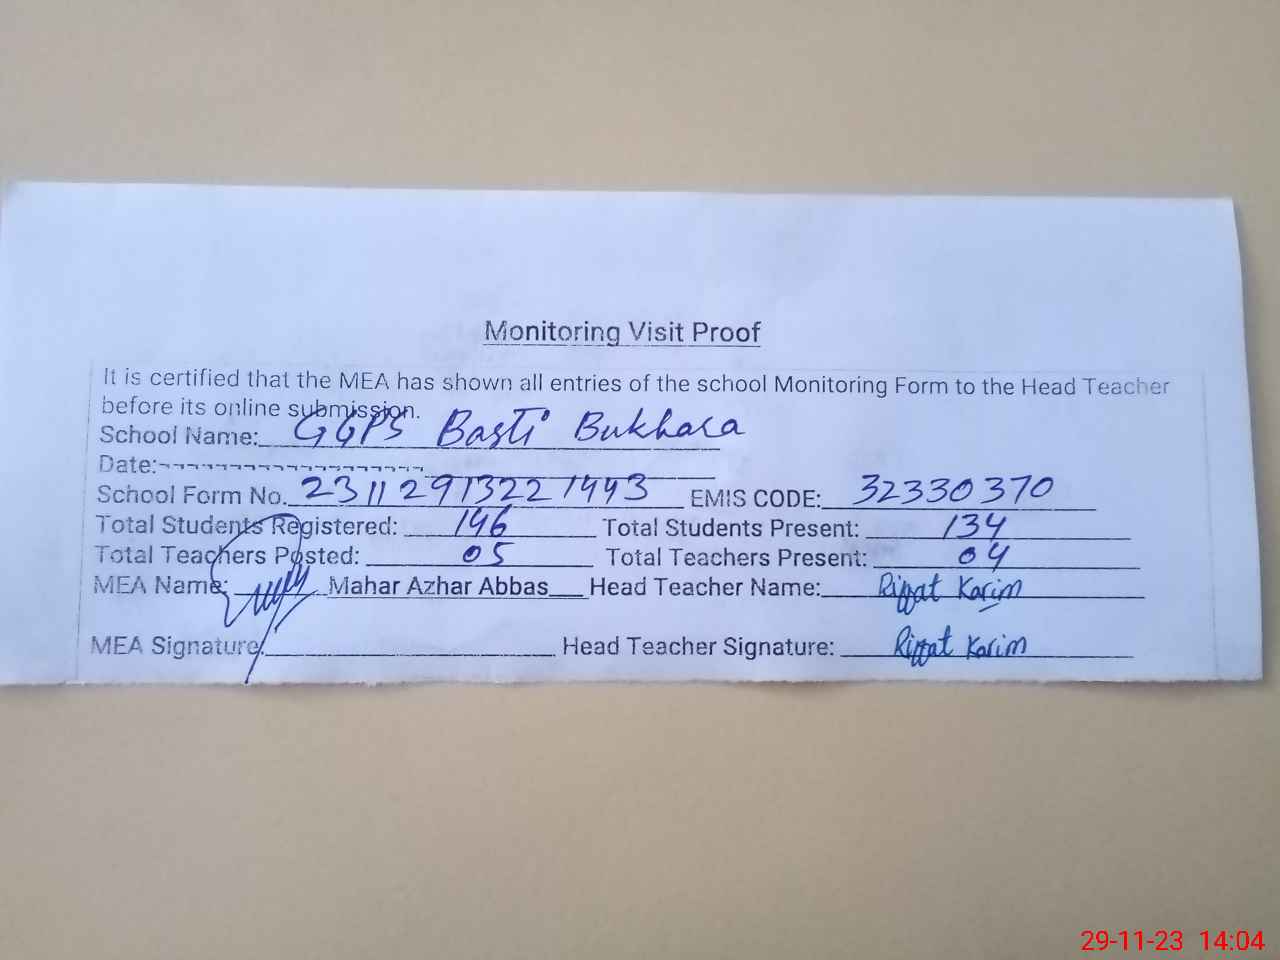 Monitoring Visit Proof
It is certified that the MEA has shown all entries of the school Monitoring Form to the Head Teacher
before its online submission.
School Name: GGPS Basti Bukhara
Date:
School Form No. 23112913221443 EMIS CODE: 32330370
Total Students Registered: 146 Total Students Present: 134
Total Teachers Posted: 05 Total Teachers Present: 04
MEA Name: Mahar Azhar Abbas Head Teacher Name: Riffat Karim
MEA Signature: Head Teacher Signature: Riffat Karim
29-11-23 14:04